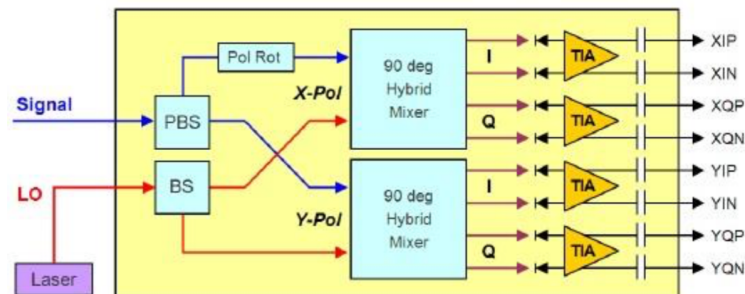 Signal
LO
Laser
PBS
BS
Pol Rot
X-Pol
Y-Pol
90 deg
Hybrid
Mixer
90 deg
Hybrid
Mixer
I
Q
I
Q
TIA
TIA
TIA
TIA
XIP
XIN
XQP
XQN
YIP
YIN
YQP
YQN